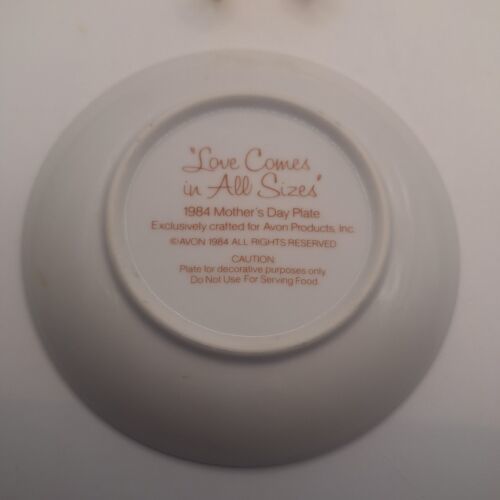 "Love Comes
in All Sizes"
1984 Mother's Day Plate
Exclusively crafted for Avon Products, Inc.
©AVON 1984 ALL RIGHTS RESERVED
CAUTION:
Plate for decorative purposes only
Do Not Use For Serving Food.